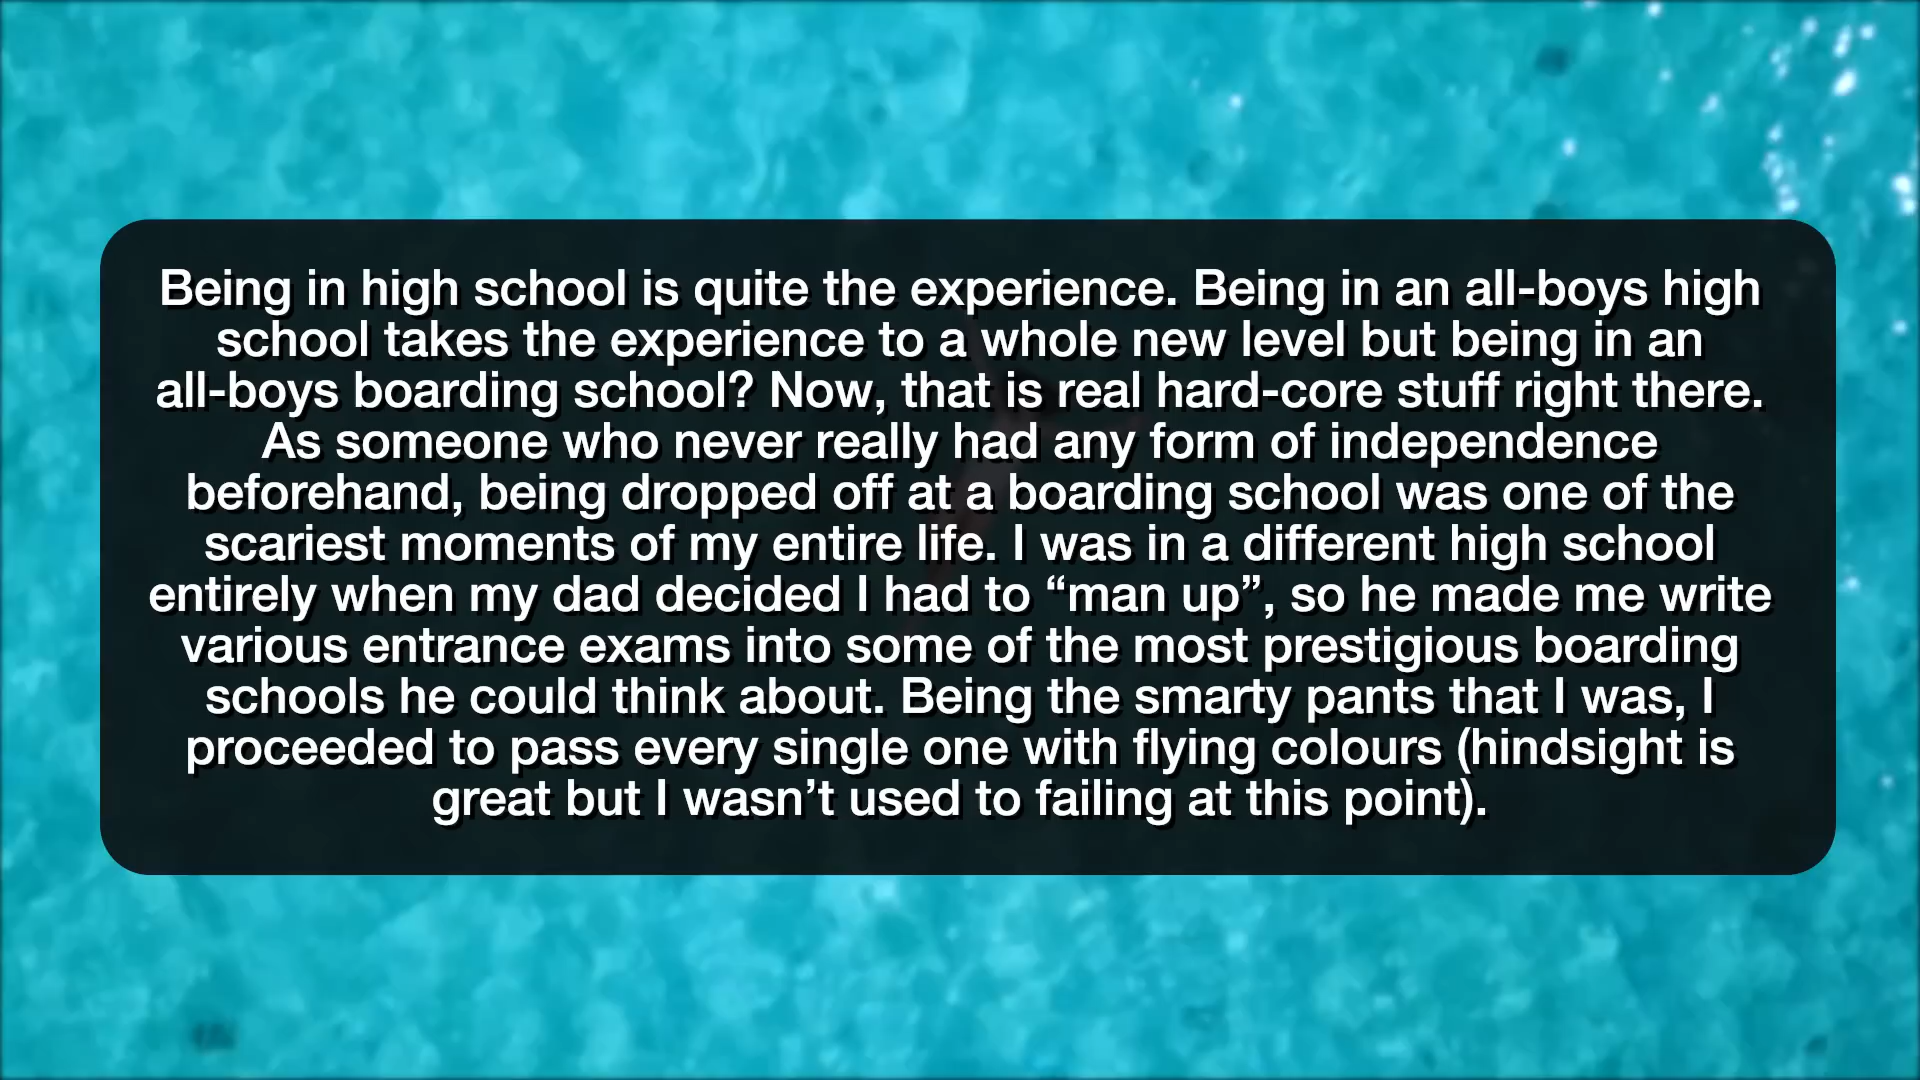 Being in high school is quite the experience. Being in an all-boys high
school takes the experience to a whole new level but being in an
all-boys boarding school? Now, that is real hard-core stuff right there.
As someone who never really had any form of independence
beforehand, being dropped off at a boarding school was one of the
scariest moments of my entire life. I was in a different high school
entirely when my dad decided I had to “man up”, so he made me write
various entrance exams into some of the most prestigious boarding
schools he could think about. Being the smarty pants that I was, I
proceeded to pass every single one with flying colours (hindsight is
great but I wasn’t used to failing at this point).